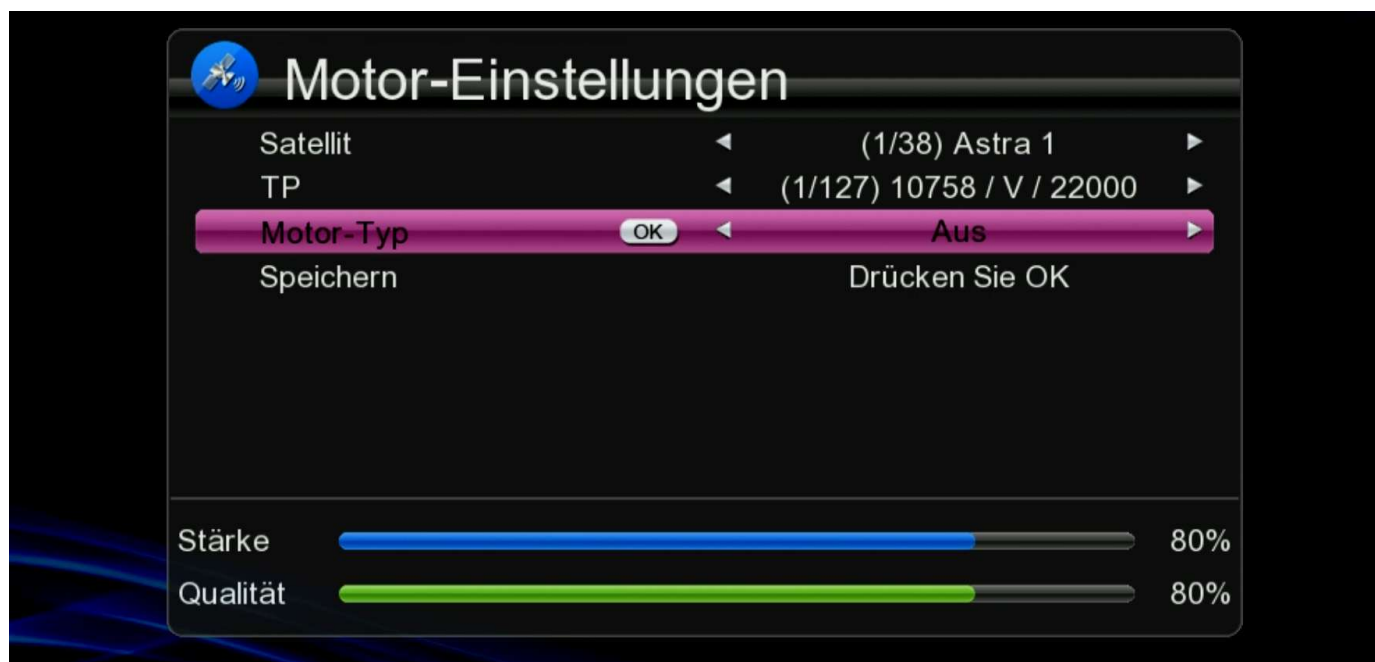 Motor-Einstellungen
Satellit (1/38) Astra 1
TP (1/127) 10758 / V / 22000
Motor-Typ OK Aus
Speichern Drücken Sie OK
Stärke 80%
Qualität 80%